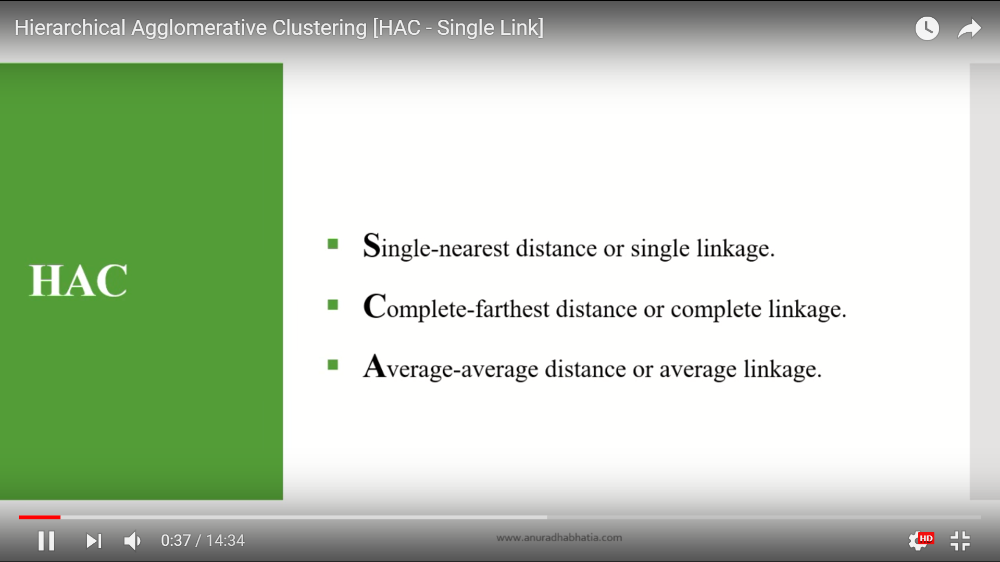 Hierarchical Agglomerative Clustering [HAC - Single Link]
HAC
Single-nearest distance or single linkage.
Complete-farthest distance or complete linkage.
Average-average distance or average linkage.
0:37 / 14:34
www.anuradhabhatia.com
HD